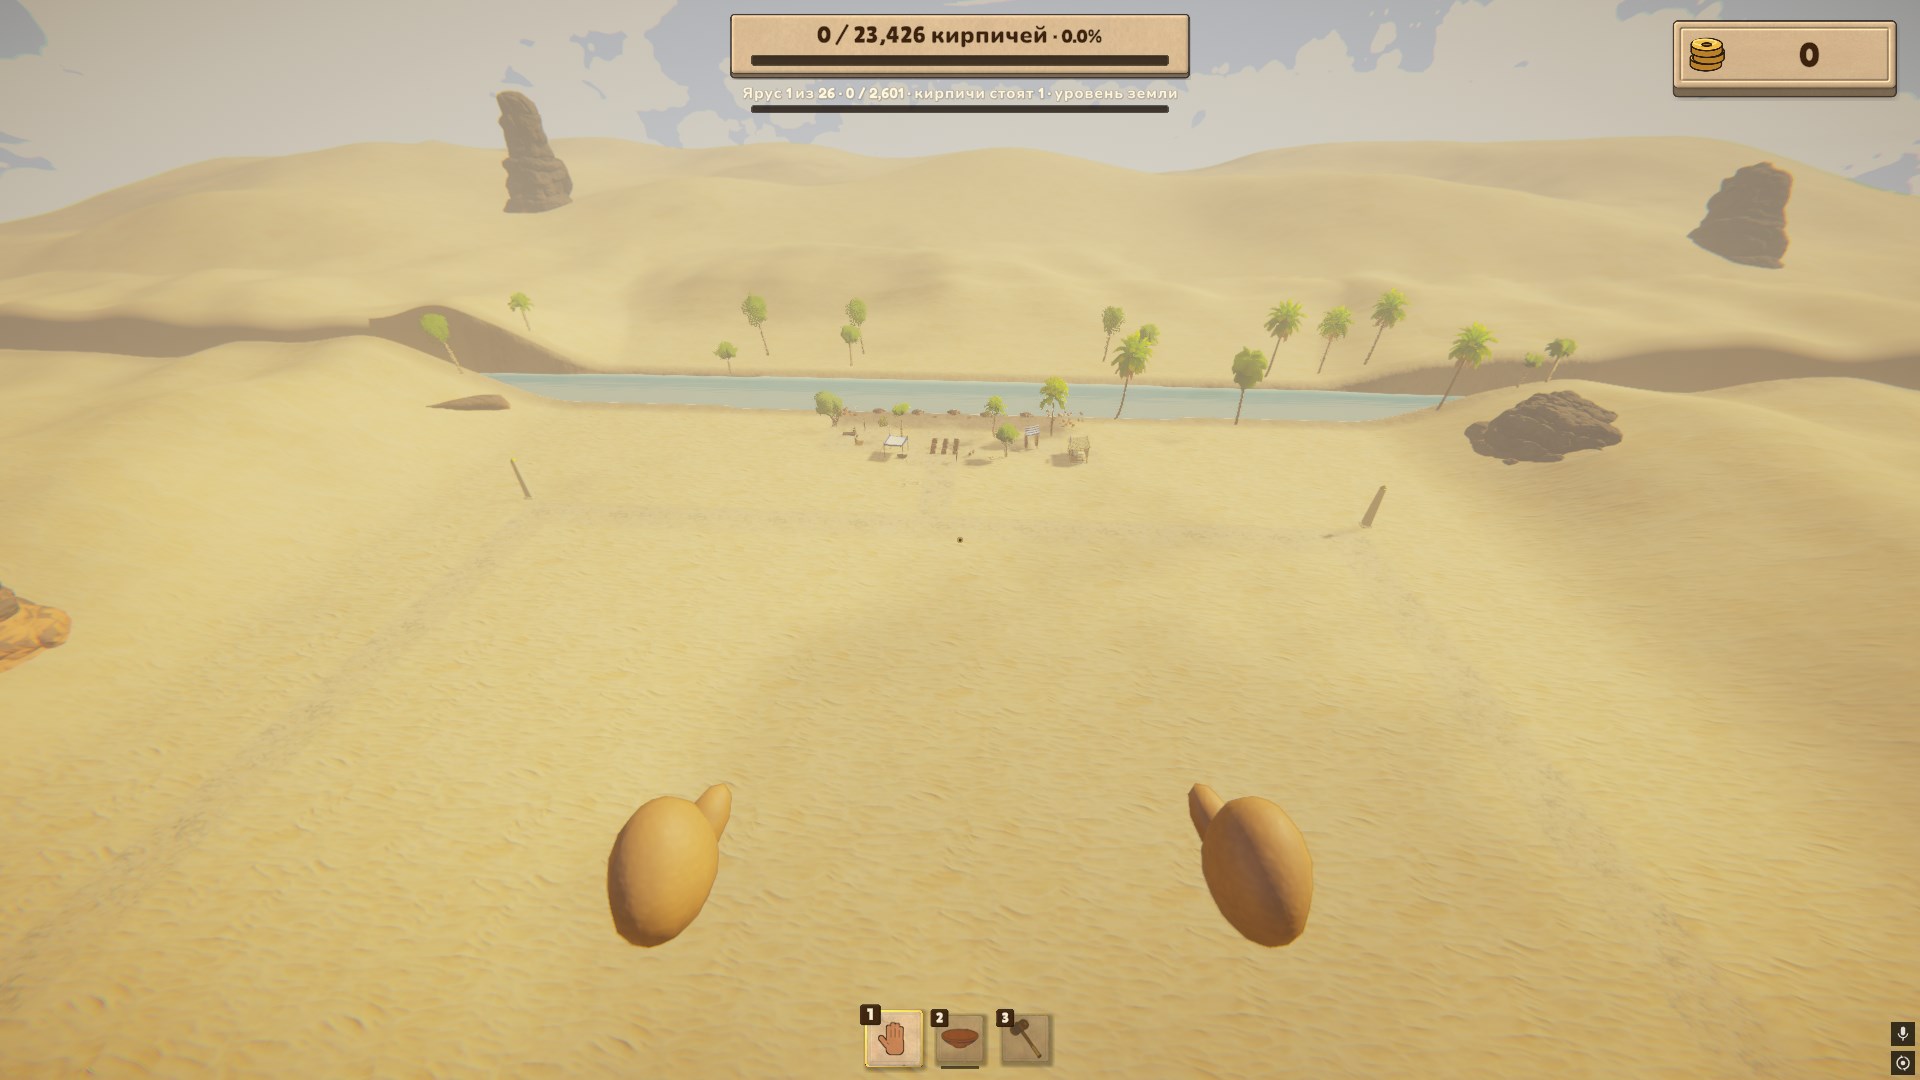 0 / 23,426 кирпичей · 0.0%
0
Ярус 1 из 26 · 0 / 2,601 · кирпичи стоят 1 · уровень земли
1
2
3